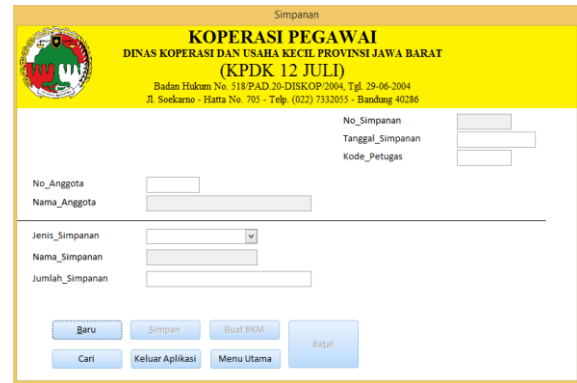 Simpanan
KOPERASI PEGAWAI
DINAS KOPERASI DAN USAHA KECIL PROVINSI JAWA BARAT
(KPDK 12 JULI)
Badan Hukum No. 518/PAD.20-DISKOP/2004, Tgl. 29-06-2004
Jl. Soekarno - Hatta No. 705 - Telp. (022) 7332055 - Bandung 40286
No_Simpanan
Tanggal_Simpanan
Kode_Petugas
No_Anggota
Nama_Anggota
Jenis_Simpanan
Nama_Simpanan
Jumlah_Simpanan
Baru Simpan Buat BKM Batal
Cari Keluar Aplikasi Menu Utama